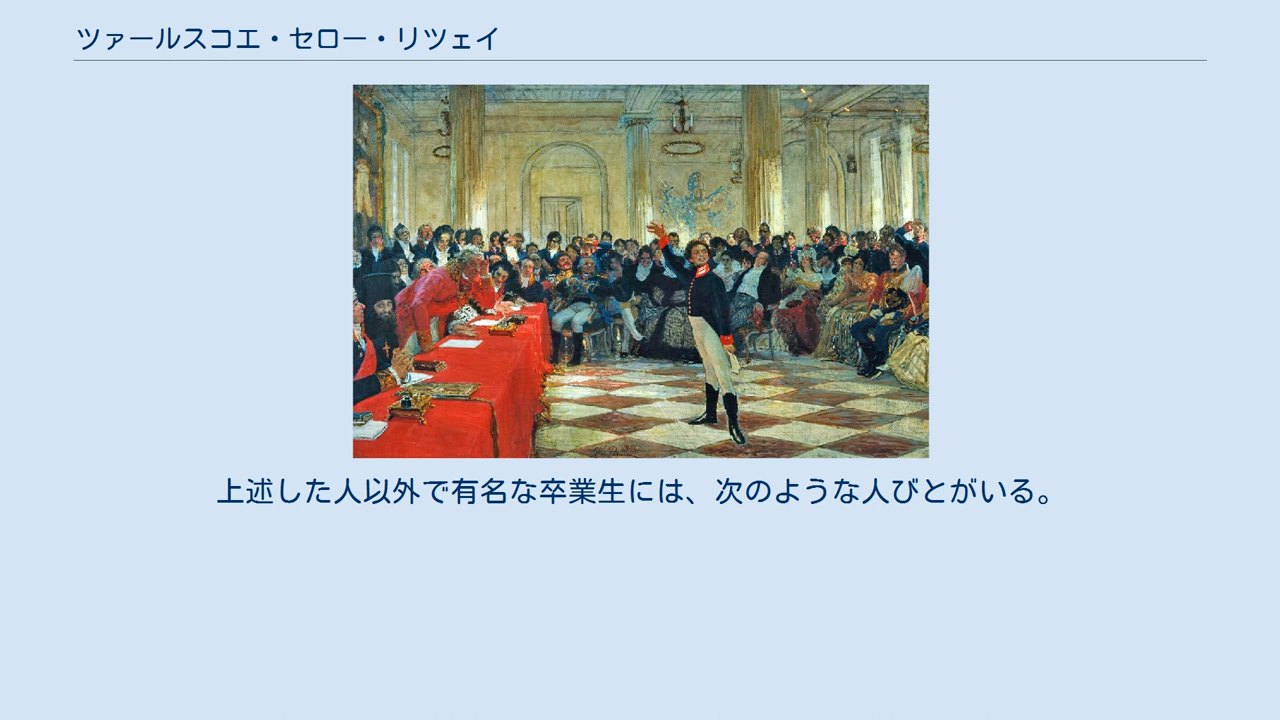 ツァールスコエ・セロー・リツェイ
上述した人以外で有名な卒業生には、次のような人びとがいる。